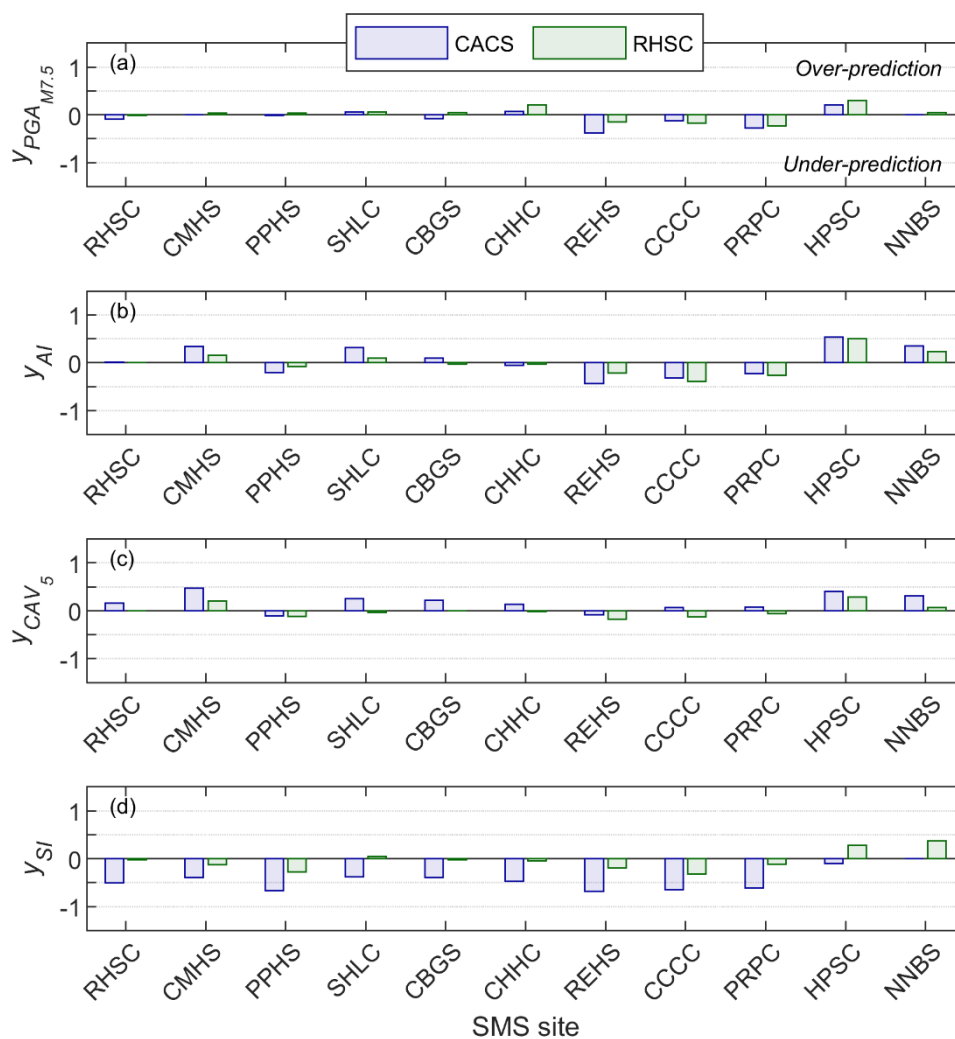 CACS RHSC
(a)
Over-prediction
Under-prediction
1
0
-1
y_PGA_M7.5
RHSC CMHS PPHS SHLC CBGS CHHC REHS CCCC PRPC HPSC NNBS
(b)
1
0
-1
y_AI
RHSC CMHS PPHS SHLC CBGS CHHC REHS CCCC PRPC HPSC NNBS
(c)
1
0
-1
y_CAV_5
RHSC CMHS PPHS SHLC CBGS CHHC REHS CCCC PRPC HPSC NNBS
(d)
1
0
-1
y_SI
RHSC CMHS PPHS SHLC CBGS CHHC REHS CCCC PRPC HPSC NNBS
SMS site